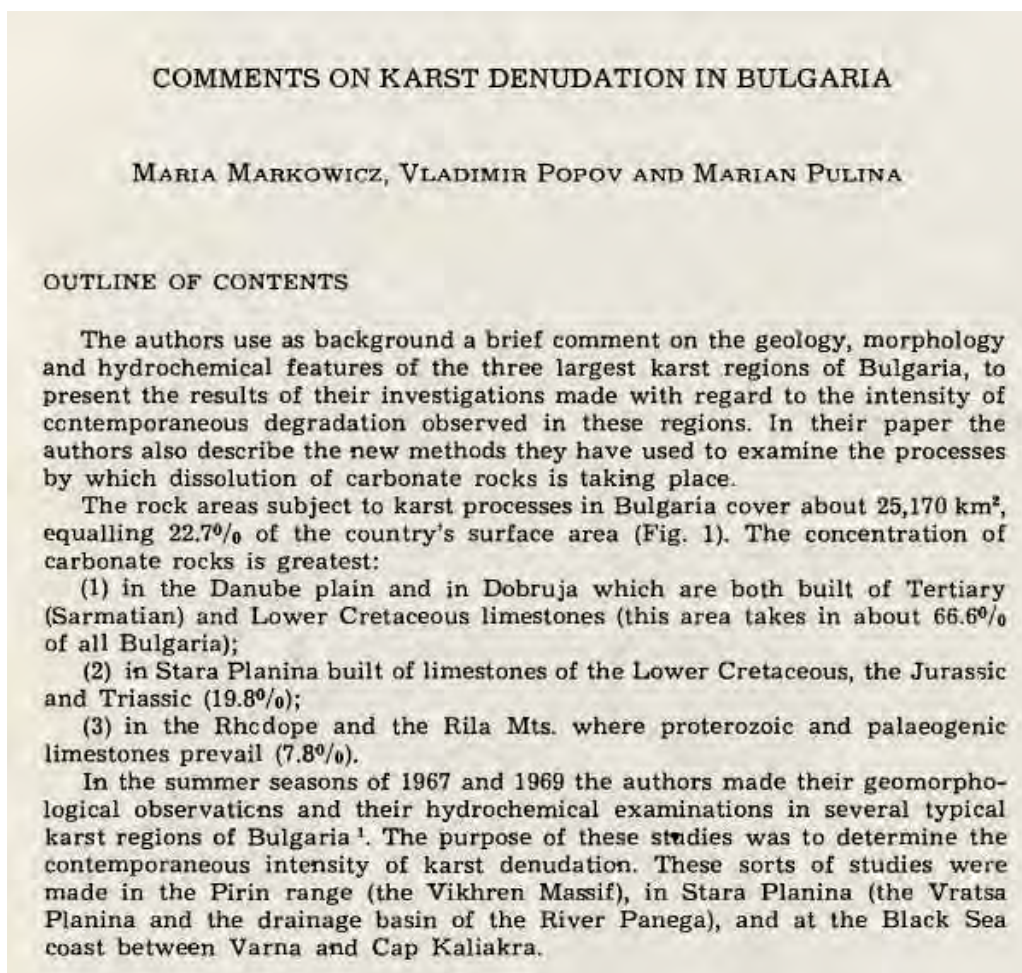 COMMENTS ON KARST DENUDATION IN BULGARIA
MARIA MARKOWICZ, VLADIMIR POPOV AND MARIAN PULINA
OUTLINE OF CONTENTS
The authors use as background a brief comment on the geology, morphology
and hydrochemical features of the three largest karst regions of Bulgaria, to
present the results of their investigations made with regard to the intensity of
ccntemporaneous degradation observed in these regions. In their paper the
authors also describe the new methods they have used to examine the processes
by which dissolution of carbonate rocks is taking place.
The rock areas subject to karst processes in Bulgaria cover about 25,170 km²,
equalling 22.7% of the country's surface area (Fig. 1). The concentration of
carbonate rocks is greatest:
(1) in the Danube plain and in Dobruja which are both built of Tertiary
(Sarmatian) and Lower Cretaceous limestones (this area takes in about 66.6%
of all Bulgaria);
(2) in Stara Planina built of limestones of the Lower Cretaceous, the Jurassic
and Triassic (19.8%);
(3) in the Rhcdope and the Rila Mts. where proterozoic and palaeogenic
limestones prevail (7.8%).
In the summer seasons of 1967 and 1969 the authors made their geomorpho-
logical observaticns and their hydrochemical examinations in several typical
karst regions of Bulgaria ¹. The purpose of these studies was to determine the
contemporaneous intensity of karst denudation. These sorts of studies were
made in the Pirin range (the Vikhren Massif), in Stara Planina (the Vratsa
Planina and the drainage basin of the River Panega), and at the Black Sea
coast between Varna and Cap Kaliakra.